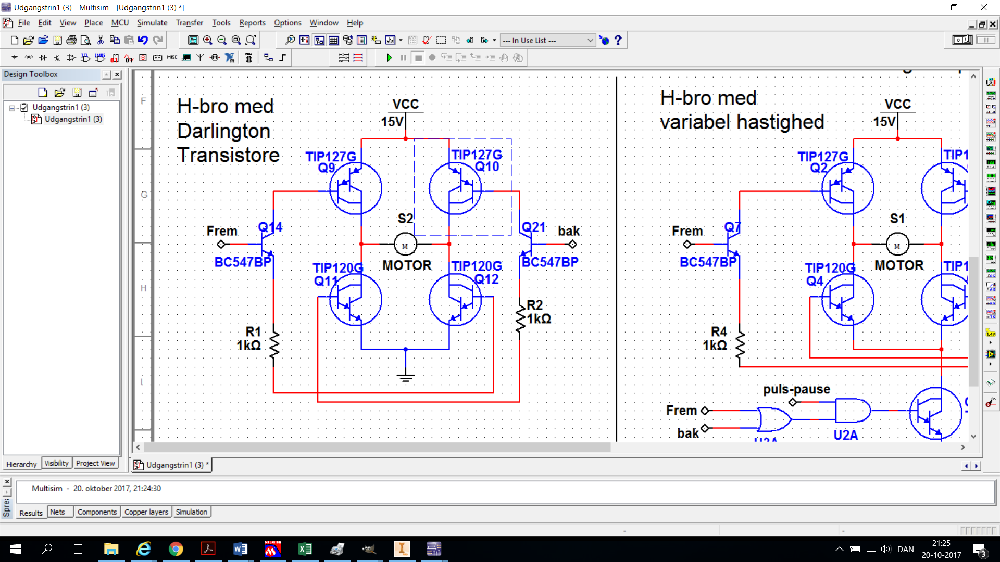 Udgangstrin1 (3) - Multisim - [Udgangstrin1 (3) *]
File Edit View Place MCU Simulate Transfer Tools Reports Options Window Help
--- In Use List ---
MISC
Design Toolbox
Udgangstrin1 (3)
Udgangstrin1 (3)
Hierarchy Visibility Project View
F
G
H
H-bro med
Darlington
Transistore
VCC
15V
TIP127G
Q9
TIP127G
Q10
Frem
Q14
BC547BP
S2
M
MOTOR
Q21
bak
BC547BP
TIP120G
Q11
TIP120G
Q12
R1
1kΩ
R2
1kΩ
H-bro med
variabel hastighed
VCC
15V
TIP127G
Q2
TIP1
Frem
Q7
BC547BP
S1
M
MOTOR
TIP120G
Q4
TIP1
R4
1kΩ
puls-pause
Frem
bak
U2A
Udgangstrin1 (3) *
Multisim - 20. oktober 2017, 21:24:30
Results Nets Components Copper layers Simulation
Spre
-
-
DAN
21:25
20-10-2017
3